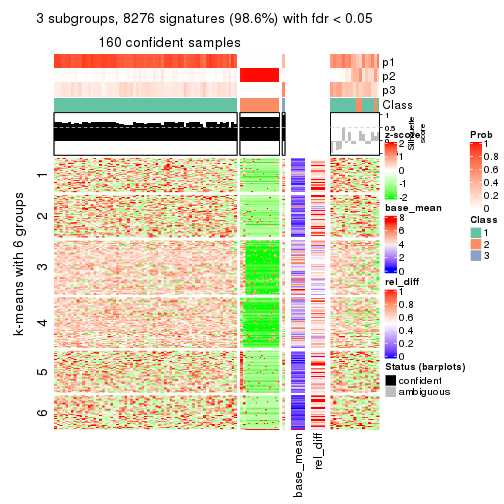 3 subgroups, 8276 signatures (98.6%) with fdr < 0.05
160 confident samples
p1
p2
p3
Class
1
0.5
0
Silhouette
score
k-means with 6 groups
1
2
3
4
5
6
base_mean
rel_diff
z-score
2
1
0
-1
-2
base_mean
8
6
4
2
0
rel_diff
1
0.8
0.6
0.4
0.2
0
Status (barplots)
confident
ambiguous
Prob
1
0.8
0.6
0.4
0.2
0
Class
1
2
3